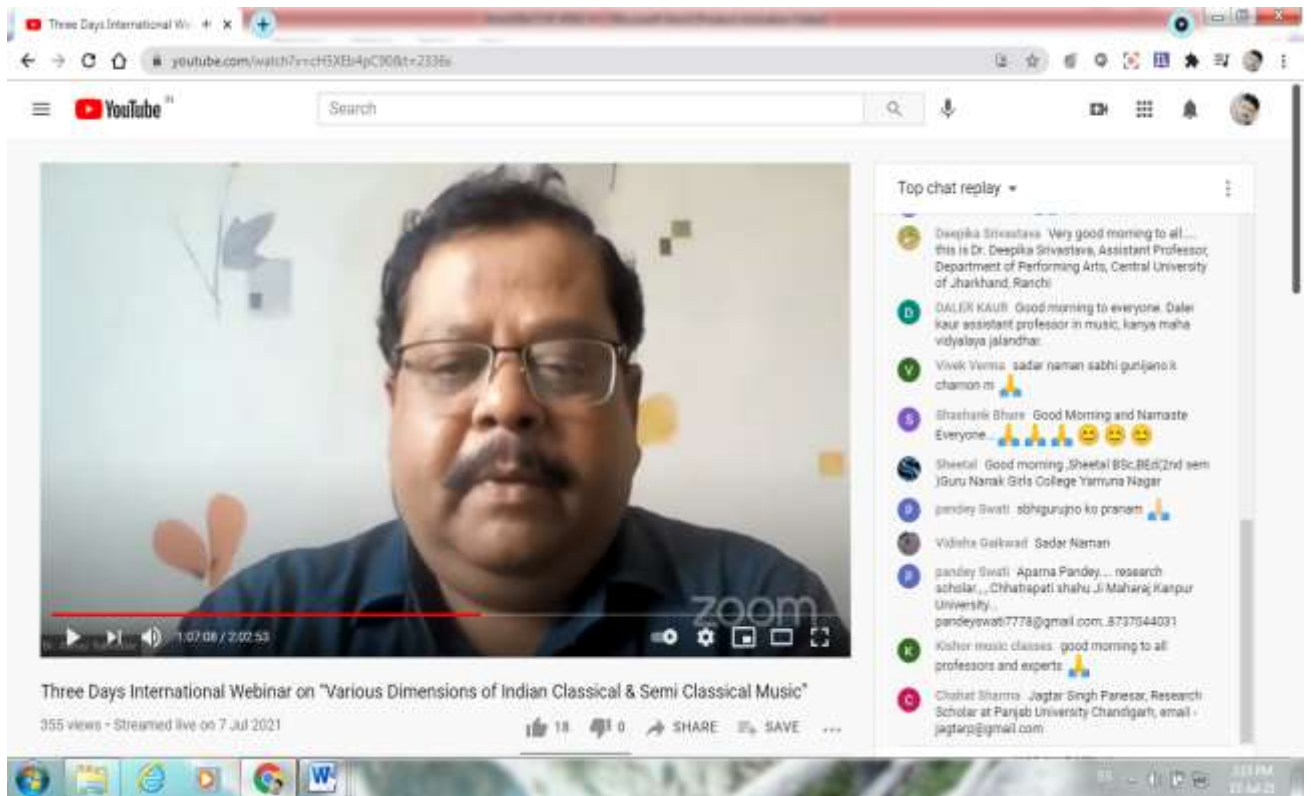 Three Days International W
youtube.com/watch?v=cH5XEb4pC90&t=2336s
YouTube IN
Search
zoom
1:07:08 / 2:02:53
Three Days International Webinar on "Various Dimensions of Indian Classical & Semi Classical Music"
355 views • Streamed live on 7 Jul 2021
18 0 SHARE SAVE ...
Top chat replay
Deepika Srivastava Very good morning to all....
this is Dr. Deepika Srivastava, Assistant Professor,
Department of Performing Arts, Central University
of Jharkhand, Ranchi
DALER KAUR Good morning to everyone. Daler
kaur assistant professor in music, kanya maha
vidyalaya jalandhar.
Vivek Verma sadar naman sabhi gunijano k
charnon m 🙏
Shashank Bhure Good Morning and Namaste
Everyone... 🙏 🙏 🙏 😊 😊 😊
Sheetal Good morning ,Sheetal BSc,BEd(2nd sem
)Guru Nanak Girls College Yamuna Nagar
pandey Swati sbhigurujno ko pranam 🙏
Vidisha Gaikwad Sadar Naman
pandey Swati Aparna Pandey.... research
scholar,,,Chhatrapati shahu Ji Maharaj Kanpur
University..
pandeyswati7778@gmail.com..8737044031
Kishor music classes good morning to all
professors and experts 🙏
Chahat Sharma Jagtar Singh Panesar, Research
Scholar at Panjab University Chandigarh, email -
jagtarp@gmail.com